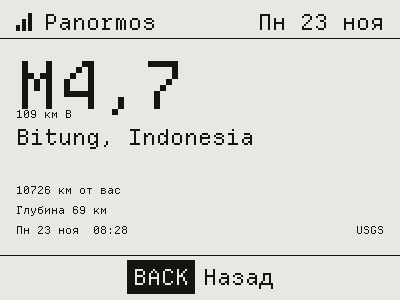 Panormos Пн 23 ноя
M4,7
109 км В
Bitung, Indonesia
10726 км от вас
Глубина 69 км
Пн 23 ноя 08:28 USGS
BACK Назад